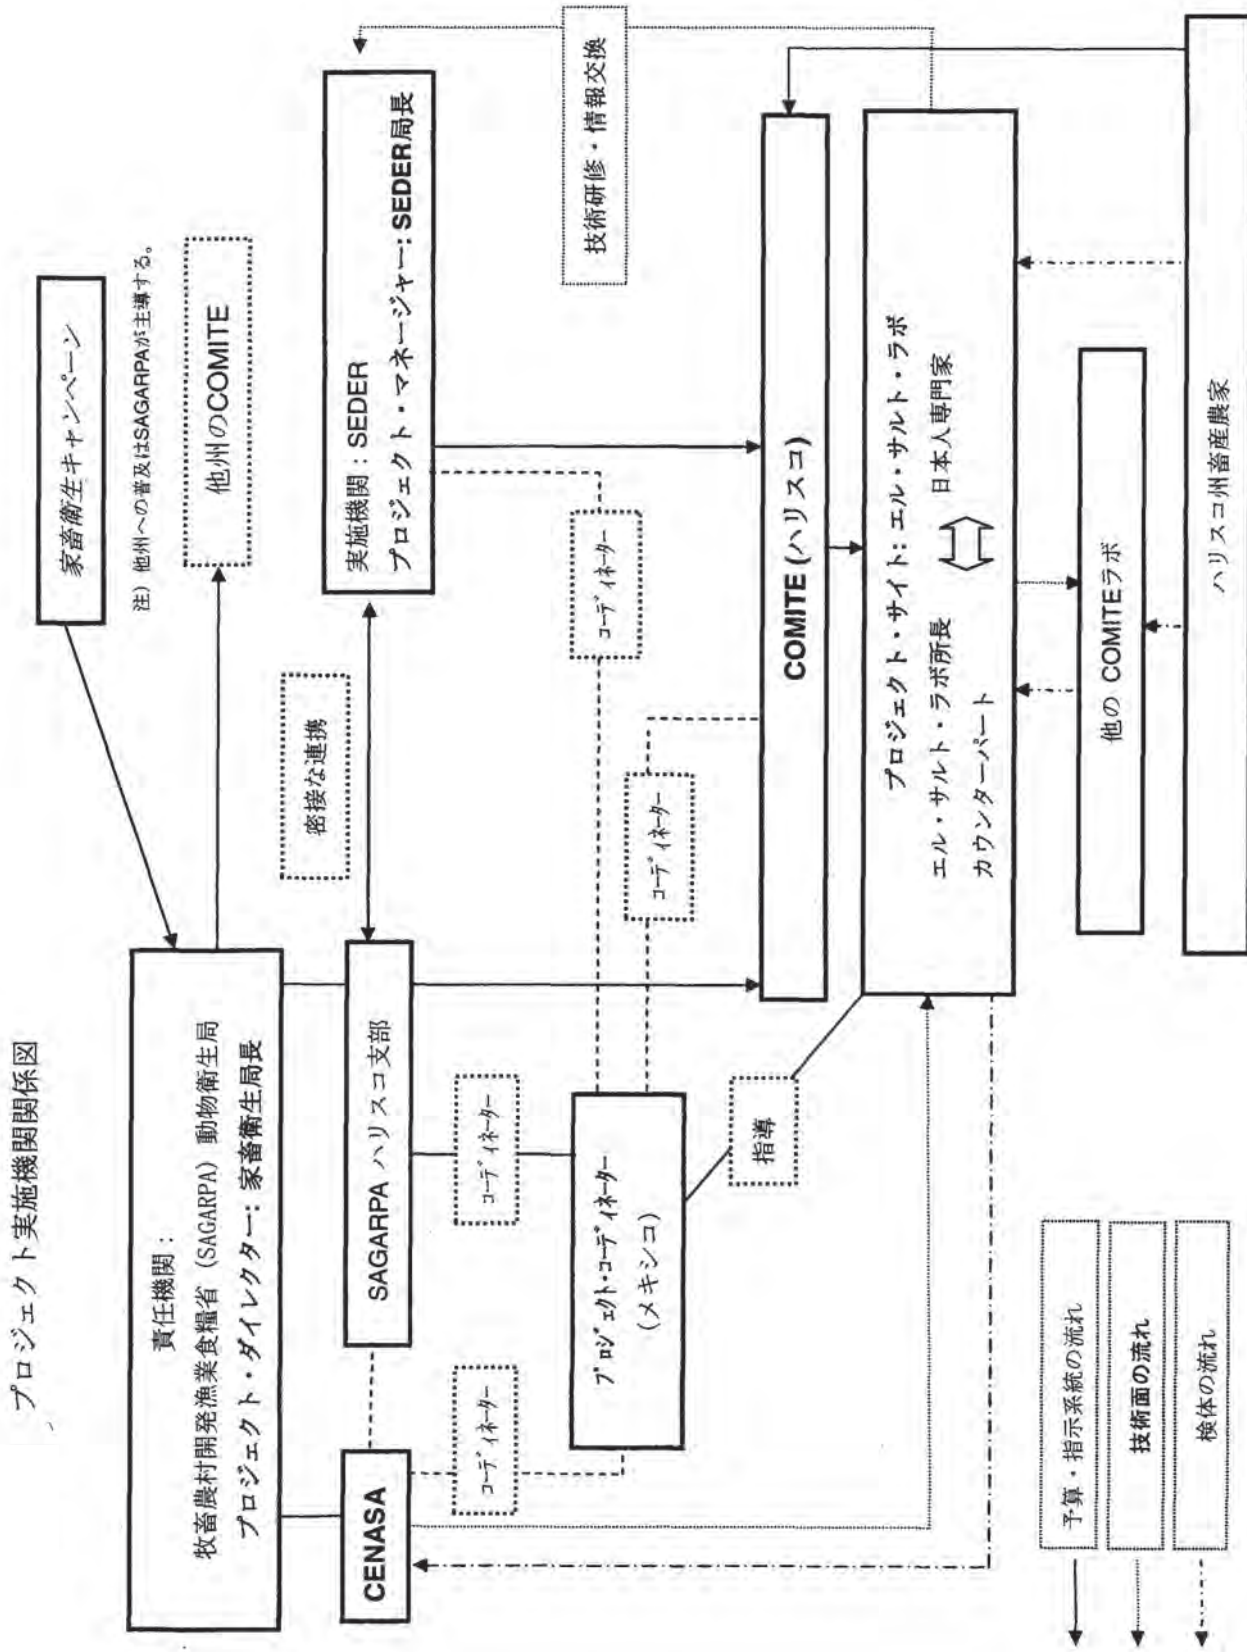 プロジェクト実施機関関係図
家畜衛生キャンペーン
注）他州への普及はSAGARPAが主導する。
責任機関：
牧畜農村開発漁業食糧省（SAGARPA）動物衛生局
プロジェクト・ダイレクター：家畜衛生局長
他州のCOMITE
密接な連携
実施機関：SEDER
プロジェクト・マネージャー：SEDER局長
CENASA
SAGARPA ハリスコ支部
コーディネーター
コーディネーター
コーディネーター
コーディネーター
技術研修・情報交換
プロジェクト・コーディネーター
（メキシコ）
指導
COMITE (ハリスコ)
プロジェクト・サイト：エル・サルト・ラボ
エル・サルト・ラボ所長
日本人専門家
カウンターパート
他の COMITEラボ
ハリスコ州畜産農家
予算・指示系統の流れ
技術面の流れ
検体の流れ